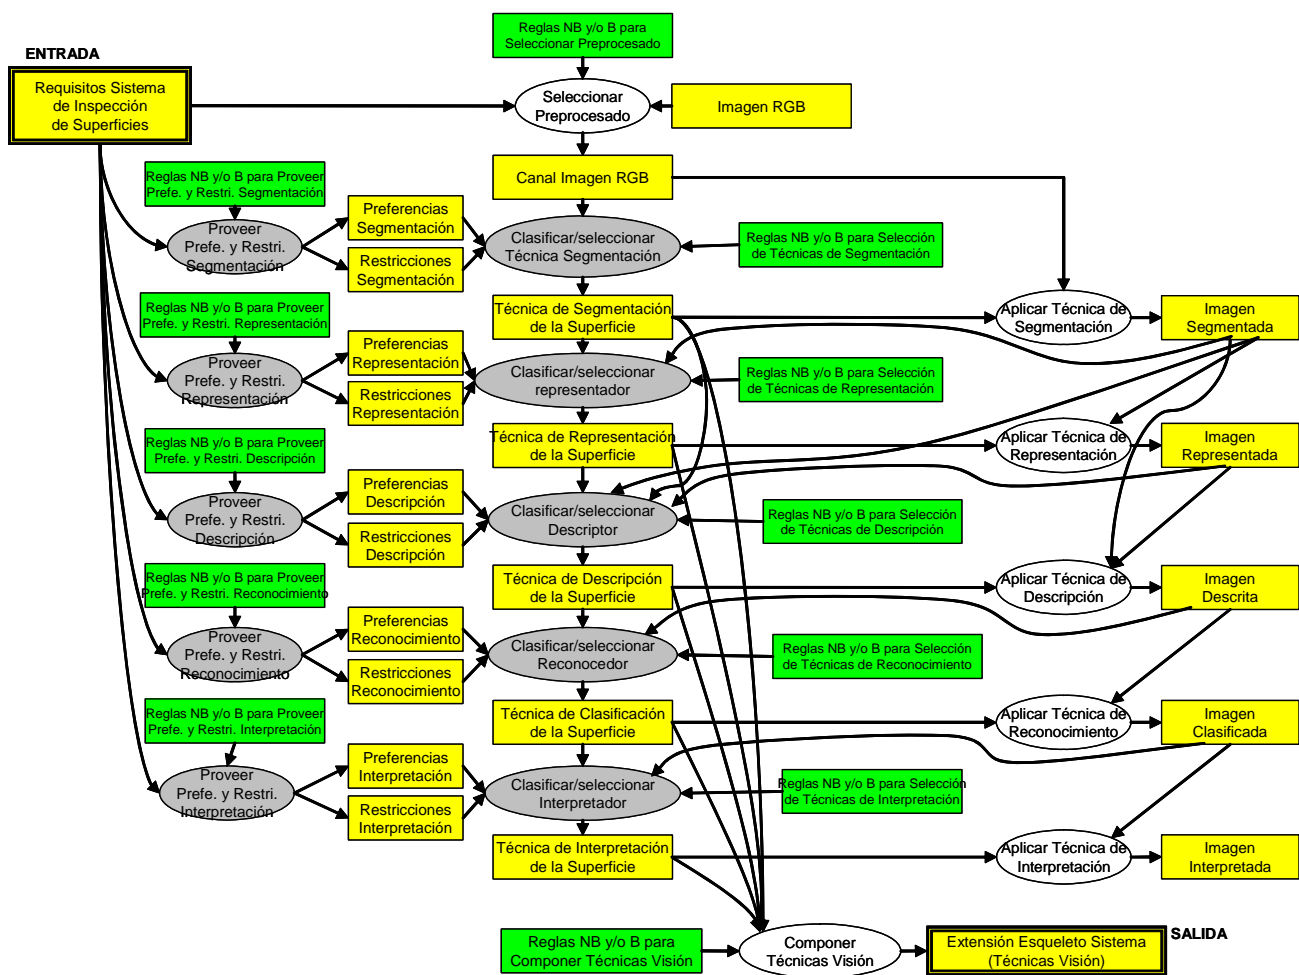 Reglas NB y/o B para
Seleccionar Preprocesado
ENTRADA
Requisitos Sistema
de Inspección
de Superficies
Seleccionar
Preprocesado
Imagen RGB
Reglas NB y/o B para Proveer
Prefe. y Restri. Segmentación
Canal Imagen RGB
Proveer
Prefe. y Restri.
Segmentación
Preferencias
Segmentación
Restricciones
Segmentación
Clasificar/seleccionar
Técnica Segmentación
Reglas NB y/o B para Selección
de Técnicas de Segmentación
Reglas NB y/o B para Proveer
Prefe. y Restri. Representación
Técnica de Segmentación
de la Superficie
Aplicar Técnica de
Segmentación
Imagen
Segmentada
Proveer
Prefe. y Restri.
Representación
Preferencias
Representación
Restricciones
Representación
Clasificar/seleccionar
representador
Reglas NB y/o B para Selección
de Técnicas de Representación
Reglas NB y/o B para Proveer
Prefe. y Restri. Descripción
Técnica de Representación
de la Superficie
Aplicar Técnica de
Representación
Imagen
Representada
Proveer
Prefe. y Restri.
Descripción
Preferencias
Descripción
Restricciones
Descripción
Clasificar/seleccionar
Descriptor
Reglas NB y/o B para Selección
de Técnicas de Descripción
Reglas NB y/o B para Proveer
Prefe. y Restri. Reconocimiento
Técnica de Descripción
de la Superficie
Aplicar Técnica de
Descripción
Imagen
Descrita
Proveer
Prefe. y Restri.
Reconocimiento
Preferencias
Reconocimiento
Restricciones
Reconocimiento
Clasificar/seleccionar
Reconocedor
Reglas NB y/o B para Selección
de Técnicas de Reconocimiento
Reglas NB y/o B para Proveer
Prefe. y Restri. Interpretación
Técnica de Clasificación
de la Superficie
Aplicar Técnica de
Reconocimiento
Imagen
Clasificada
Proveer
Prefe. y Restri.
Interpretación
Preferencias
Interpretación
Restricciones
Interpretación
Clasificar/seleccionar
Interpretador
Reglas NB y/o B para Selección
de Técnicas de Interpretación
Técnica de Interpretación
de la Superficie
Aplicar Técnica de
Interpretación
Imagen
Interpretada
Reglas NB y/o B para
Componer Técnicas Visión
Componer
Técnicas Visión
Extensión Esqueleto Sistema
(Técnicas Visión)
SALIDA